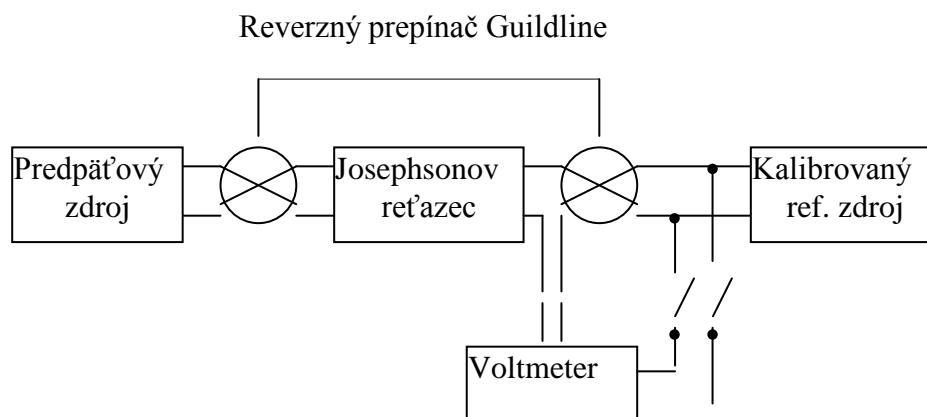 Reverzný prepínač Guildline
Predpäťový
zdroj
Josephsonov
reťazec
Kalibrovaný
ref. zdroj
Voltmeter